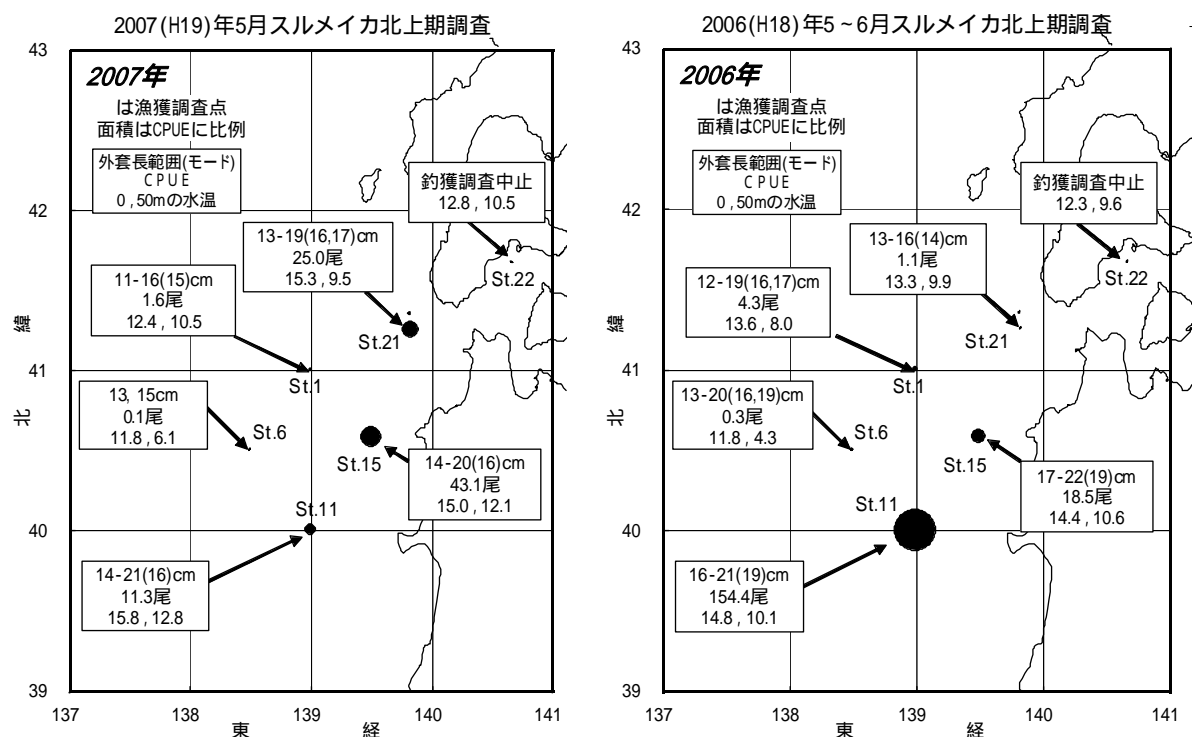 2007(H19)年5月スルメイカ北上期調査
43
42
41
40
39
137
138
139
140
141
北
緯
東 経
2007年
は漁獲調査点
面積はCPUEに比例
外套長範囲(モード)
CPUE
0,50mの水温
釣獲調査中止
12.8,10.5
St.22
13-19(16,17)cm
25.0尾
15.3,9.5
St.21
11-16(15)cm
1.6尾
12.4,10.5
St.1
13,15cm
0.1尾
11.8,6.1
St.6
St.15
14-20(16)cm
43.1尾
15.0,12.1
St.11
14-21(16)cm
11.3尾
15.8,12.8
2006(H18)年5~6月スルメイカ北上期調査
43
42
41
40
39
137
138
139
140
141
北
緯
東 経
2006年
は漁獲調査点
面積はCPUEに比例
外套長範囲(モード)
CPUE
0,50mの水温
釣獲調査中止
12.3,9.6
St.22
13-16(14)cm
1.1尾
13.3,9.9
St.21
12-19(16,17)cm
4.3尾
13.6,8.0
St.1
13-20(16,19)cm
0.3尾
11.8,4.3
St.6
St.15
17-22(19)cm
18.5尾
14.4,10.6
St.11
16-21(19)cm
154.4尾
14.8,10.1